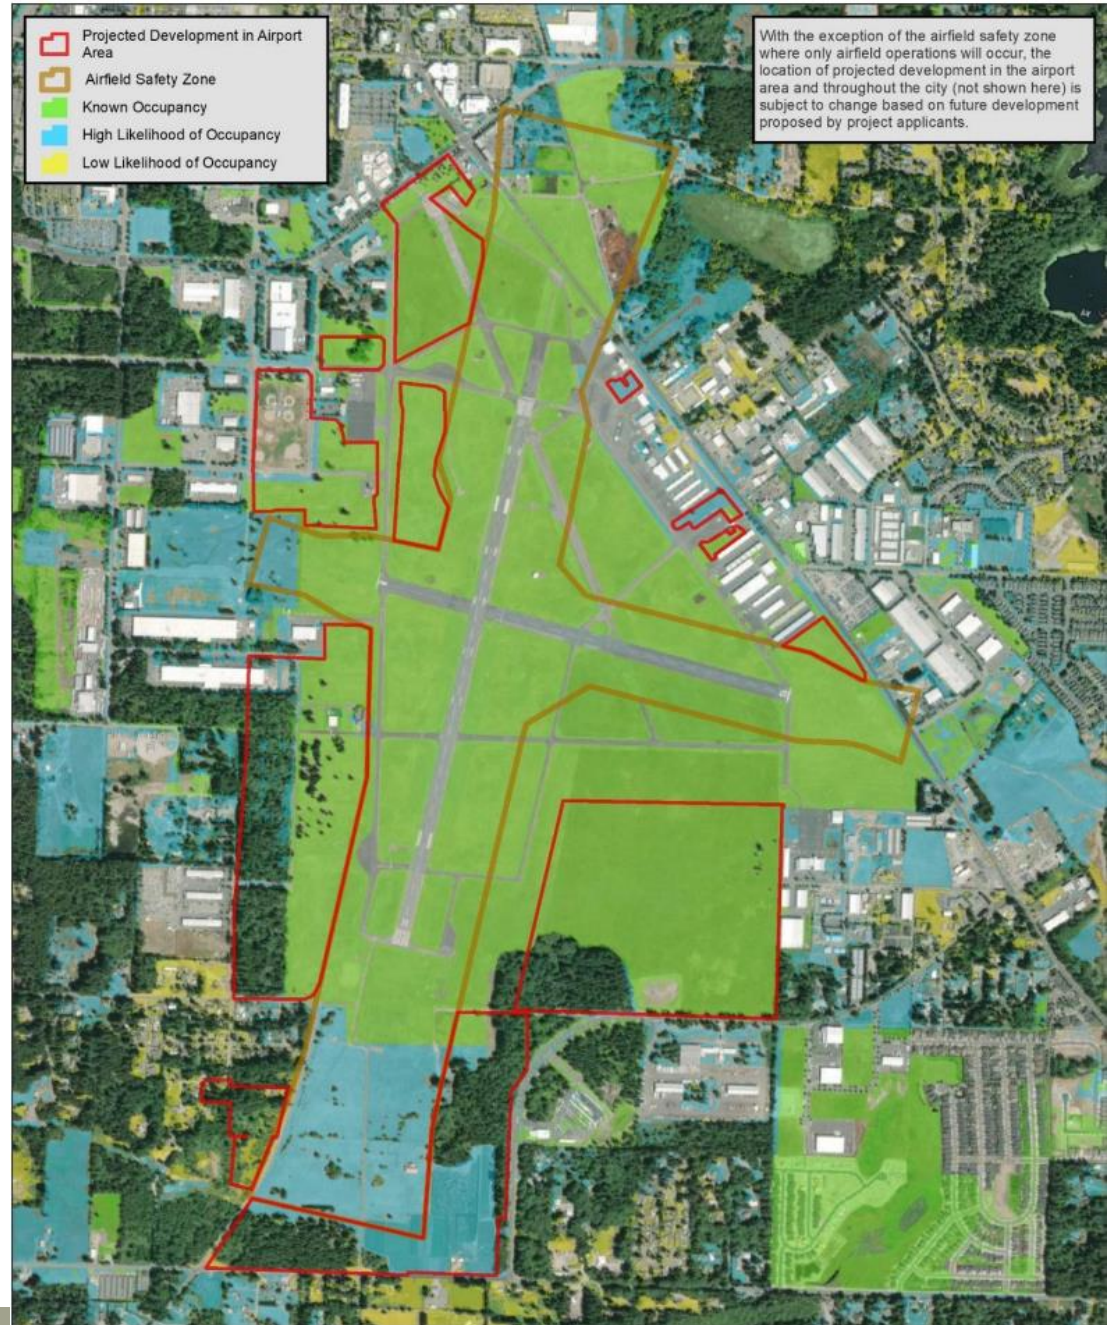 Projected Development in Airport
Area
Airfield Safety Zone
Known Occupancy
High Likelihood of Occupancy
Low Likelihood of Occupancy
With the exception of the airfield safety zone
where only airfield operations will occur, the
location of projected development in the airport
area and throughout the city (not shown here) is
subject to change based on future development
proposed by project applicants.